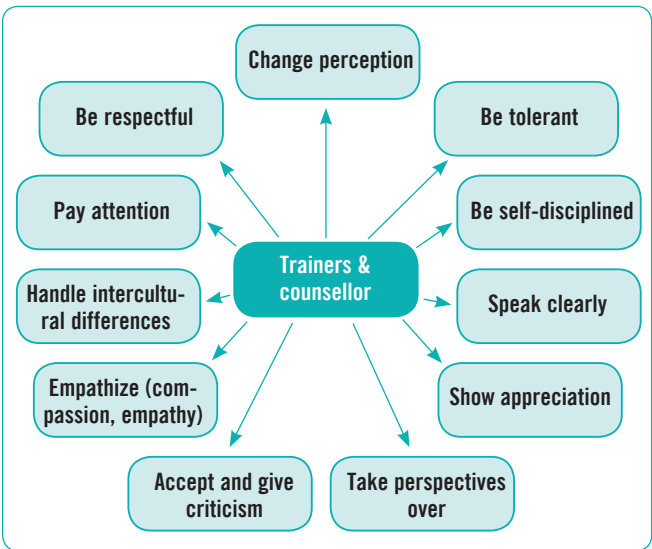 Change perception
Be respectful
Be tolerant
Pay attention
Be self-disciplined
Trainers &
counsellor
Handle intercultu-
ral differences
Speak clearly
Empathize (com-
passion, empathy)
Show appreciation
Accept and give
criticism
Take perspectives
over